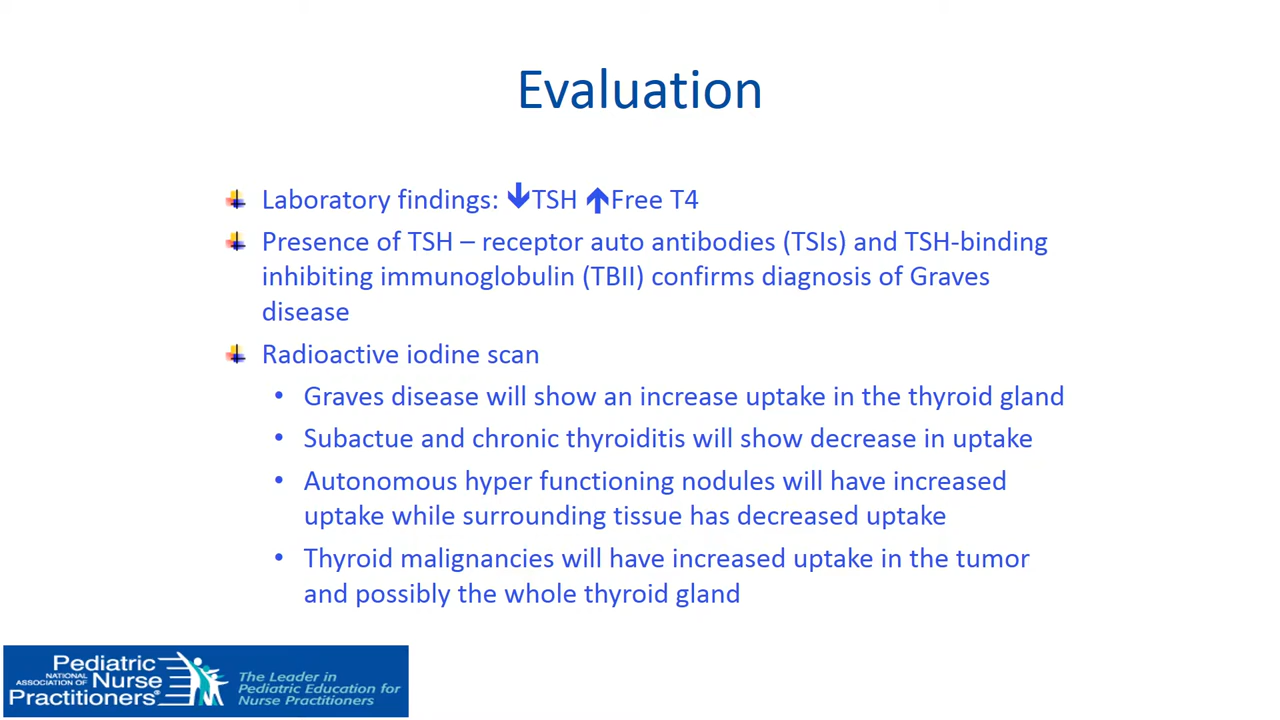 Evaluation
Laboratory findings: 🡻TSH 🡹Free T4
Presence of TSH – receptor auto antibodies (TSIs) and TSH-binding
inhibiting immunoglobulin (TBII) confirms diagnosis of Graves
disease
Radioactive iodine scan
• Graves disease will show an increase uptake in the thyroid gland
• Subactue and chronic thyroiditis will show decrease in uptake
• Autonomous hyper functioning nodules will have increased
uptake while surrounding tissue has decreased uptake
• Thyroid malignancies will have increased uptake in the tumor
and possibly the whole thyroid gland
Pediatric
NATIONAL
ASSOCIATION OF Nurse
Practitioners®
The Leader in
Pediatric Education for
Nurse Practitioners